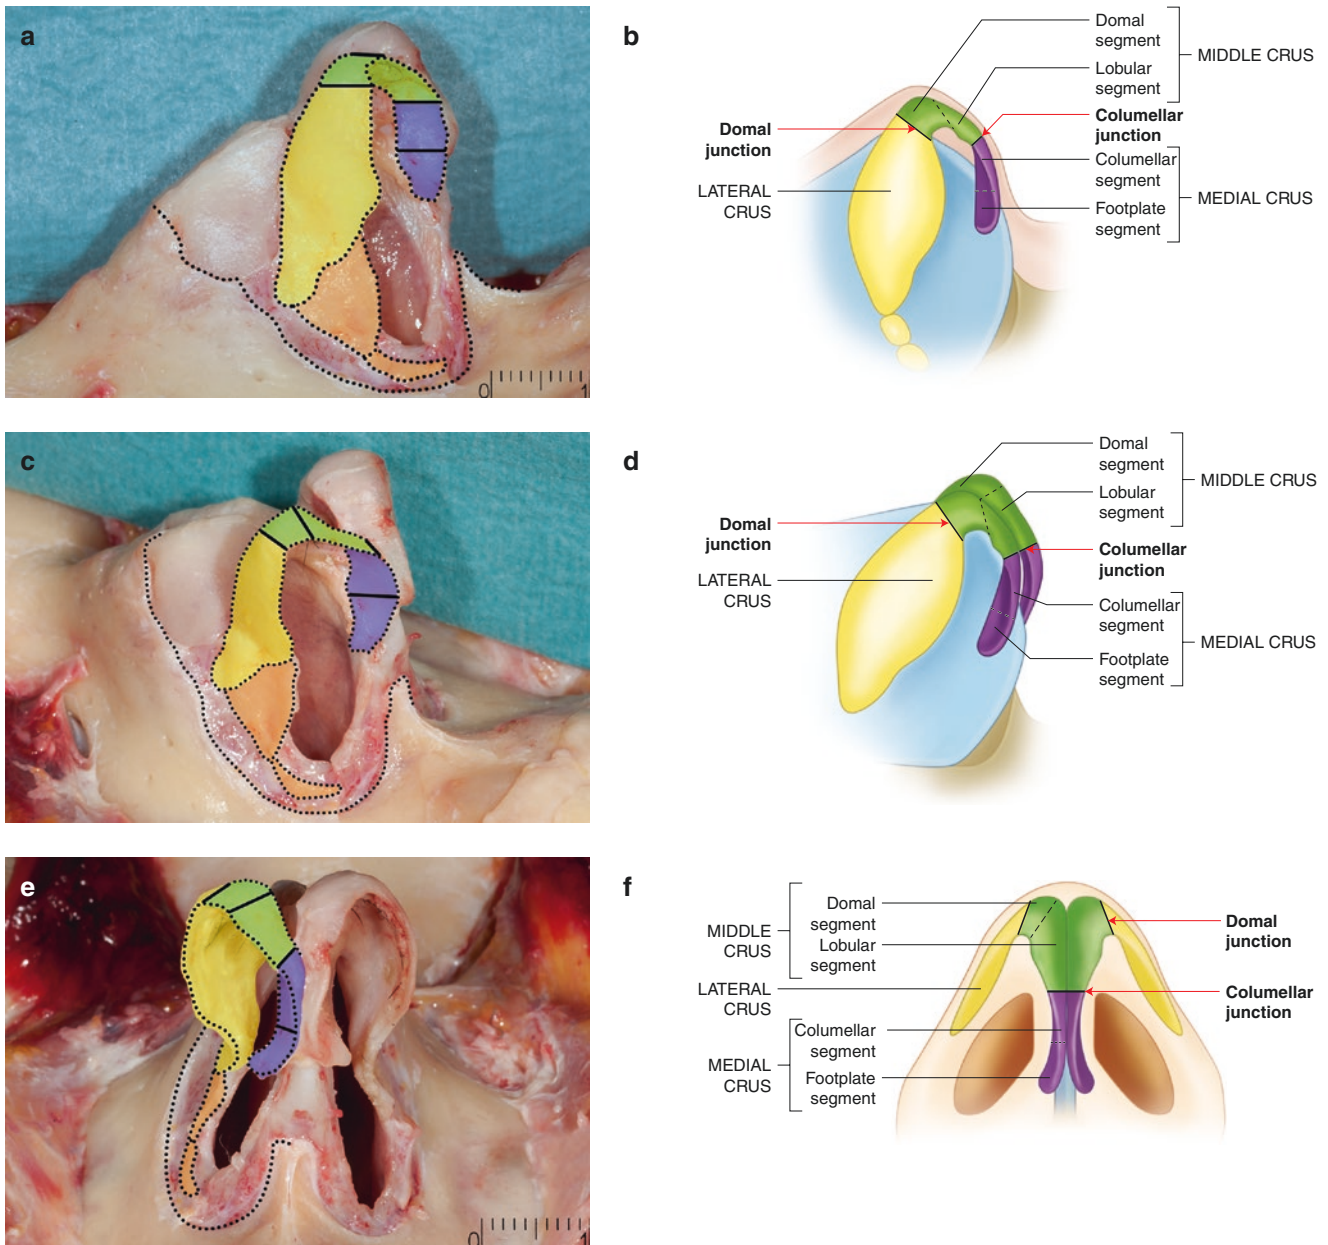 a
0
1
b
Domal
segment
Lobular
segment
MIDDLE CRUS
Columellar
junction
Domal
junction
Columellar
segment
Footplate
segment
MEDIAL CRUS
LATERAL
CRUS
c
d
Domal
segment
Lobular
segment
MIDDLE CRUS
Domal
junction
Columellar
junction
LATERAL
CRUS
Columellar
segment
Footplate
segment
MEDIAL CRUS
e
0
1
f
MIDDLE
CRUS
Domal
segment
Lobular
segment
Domal
junction
LATERAL
CRUS
Columellar
junction
MEDIAL
CRUS
Columellar
segment
Footplate
segment